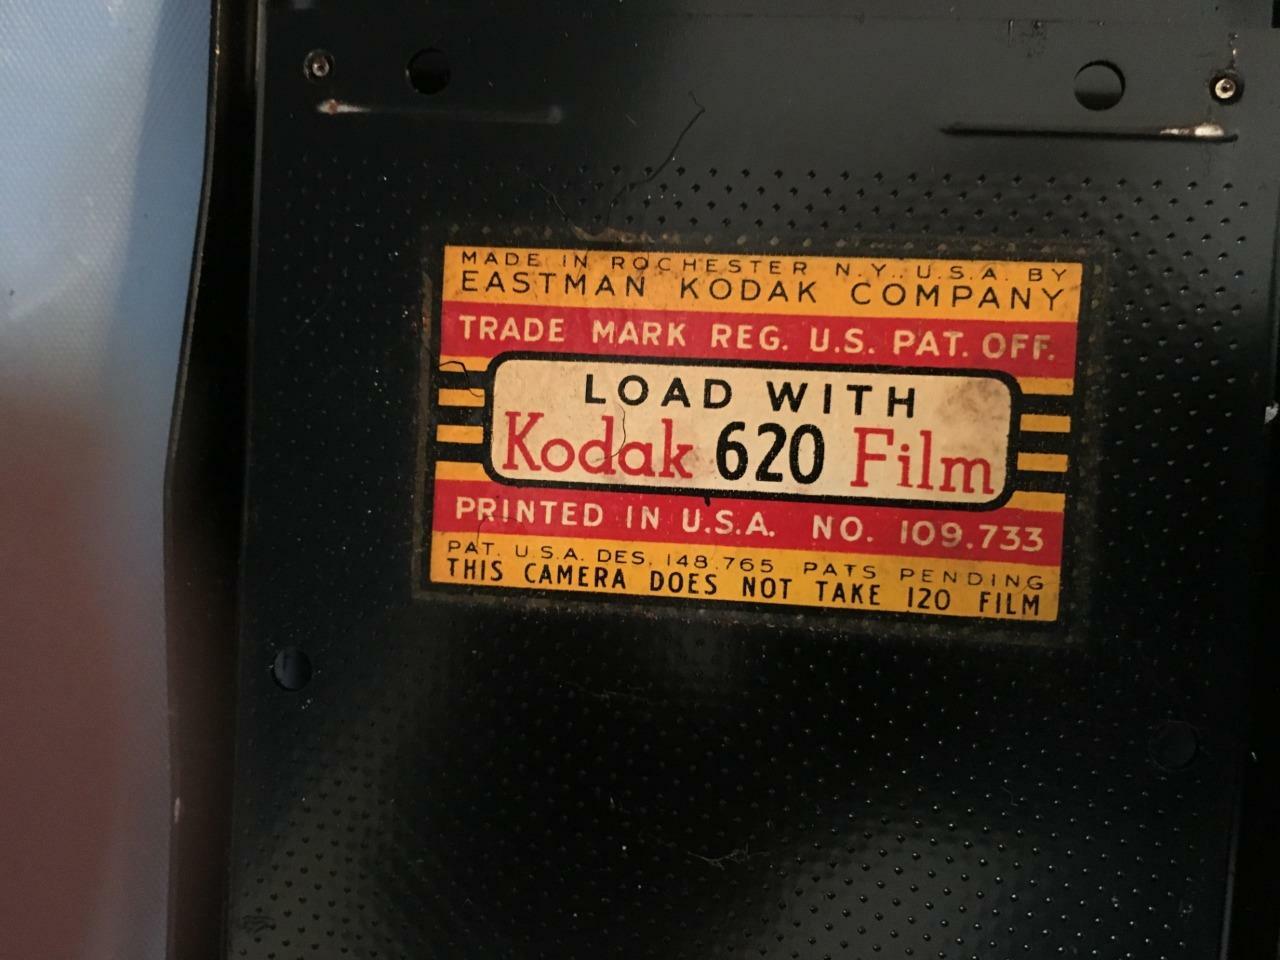 MADE IN ROCHESTER N.Y. U.S.A. BY
EASTMAN KODAK COMPANY
TRADE MARK REG. U.S. PAT. OFF.
LOAD WITH
Kodak 620 Film
PRINTED IN U.S.A. NO. 109.733
PAT. U.S.A. DES. 148.765 PATS PENDING
THIS CAMERA DOES NOT TAKE 120 FILM